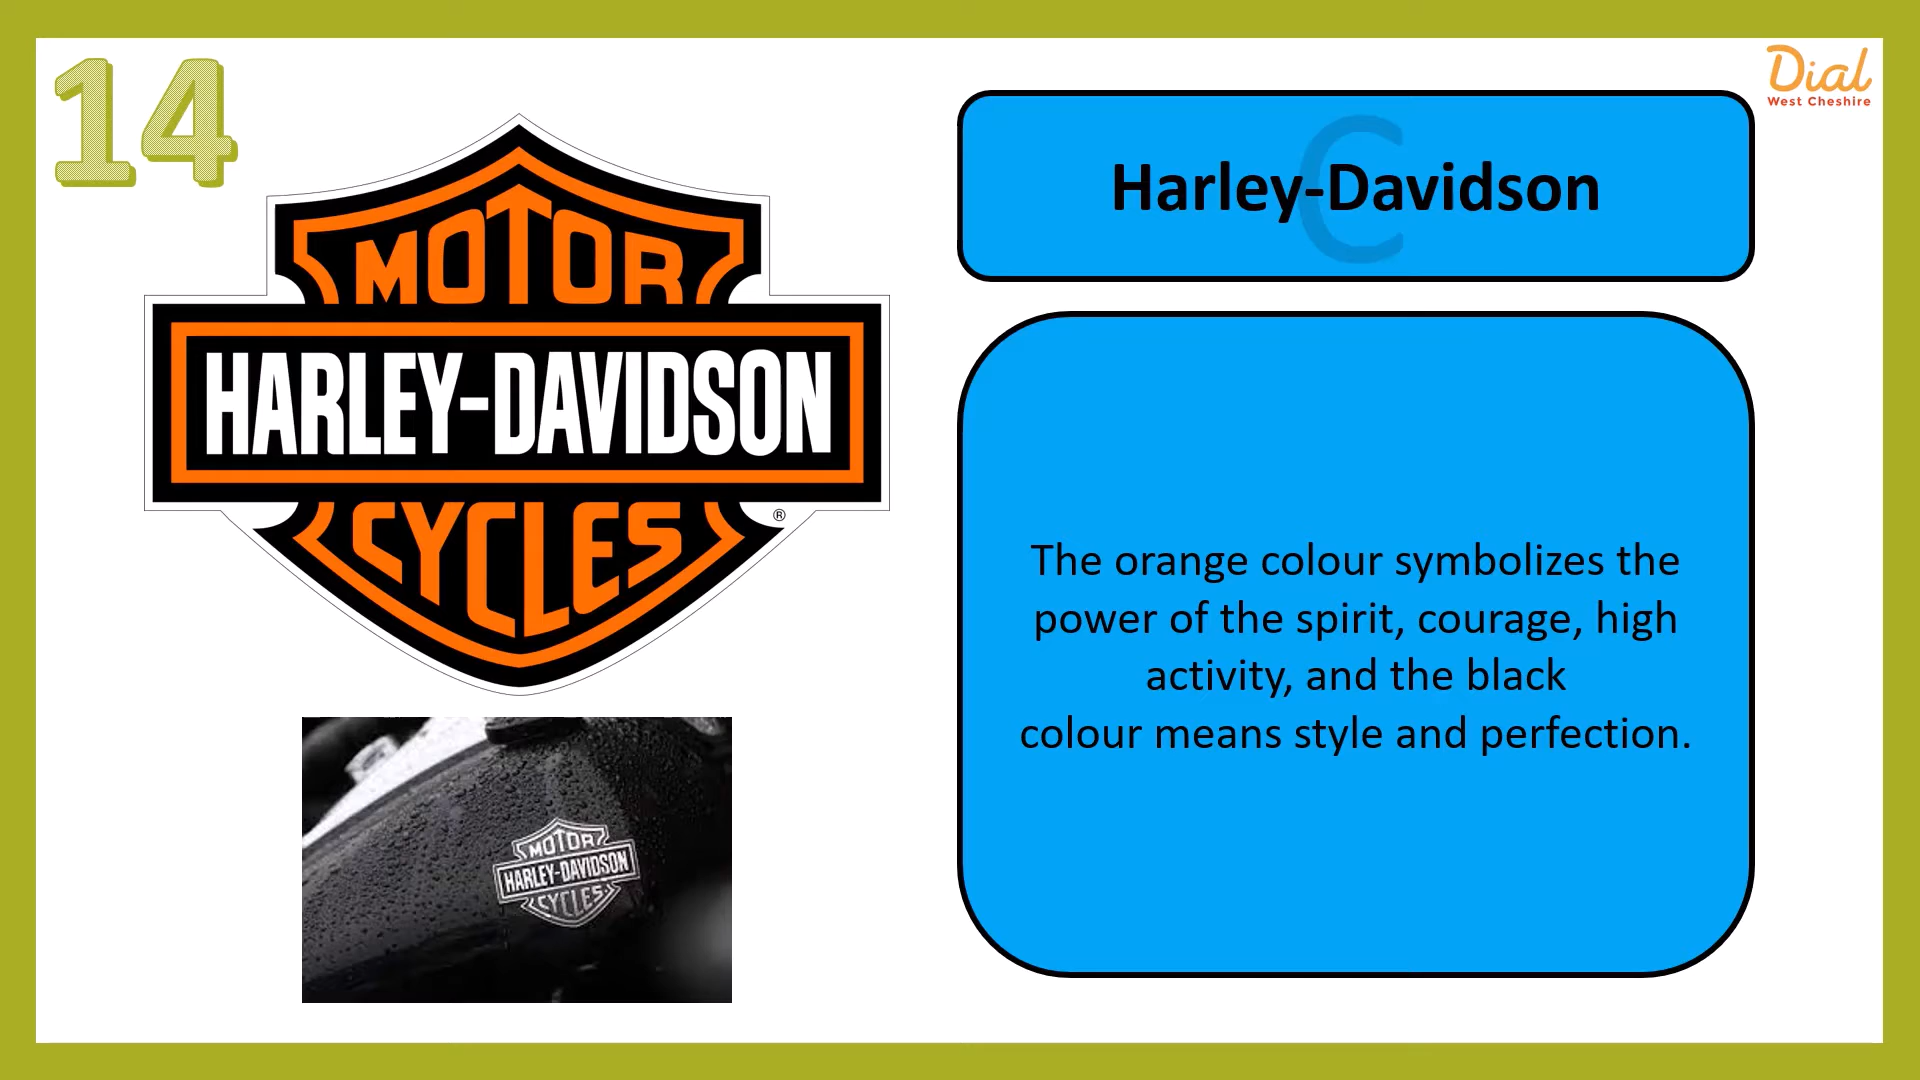 14
Dial
West Cheshire
MOTOR
HARLEY-DAVIDSON
CYCLES
®
C
Harley-Davidson
The orange colour symbolizes the
power of the spirit, courage, high
activity, and the black
colour means style and perfection.
MOTOR
HARLEY-DAVIDSON
CYCLES